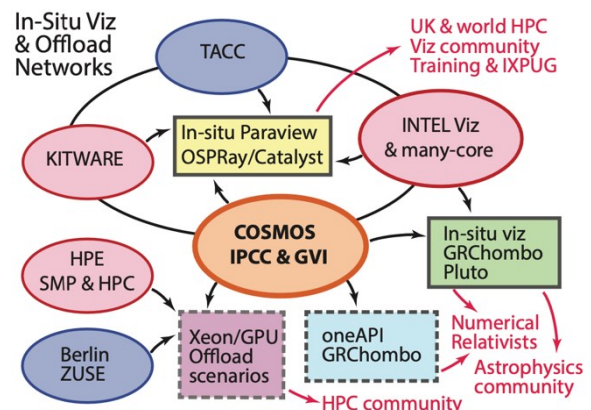 In-Situ Viz
& Offload
Networks
TACC
UK & world HPC
Viz community
Training & IXPUG
KITWARE
In-situ Paraview
OSPRay/Catalyst
INTEL Viz
& many-core
COSMOS
IPCC & GVI
In-situ viz
GRChombo
Pluto
HPE
SMP & HPC
Berlin
ZUSE
Xeon/GPU
Offload
scenarios
oneAPI
GRChombo
Numerical
Relativists
Astrophysics
community
HPC community